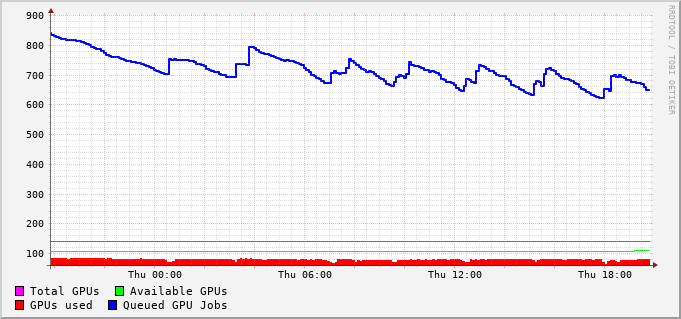 900
800
700
600
500
400
300
200
100
Thu 00:00 Thu 06:00 Thu 12:00 Thu 18:00
Total GPUs Available GPUs
GPUs used Queued GPU Jobs
RRDTOOL / TOBI OETIKER